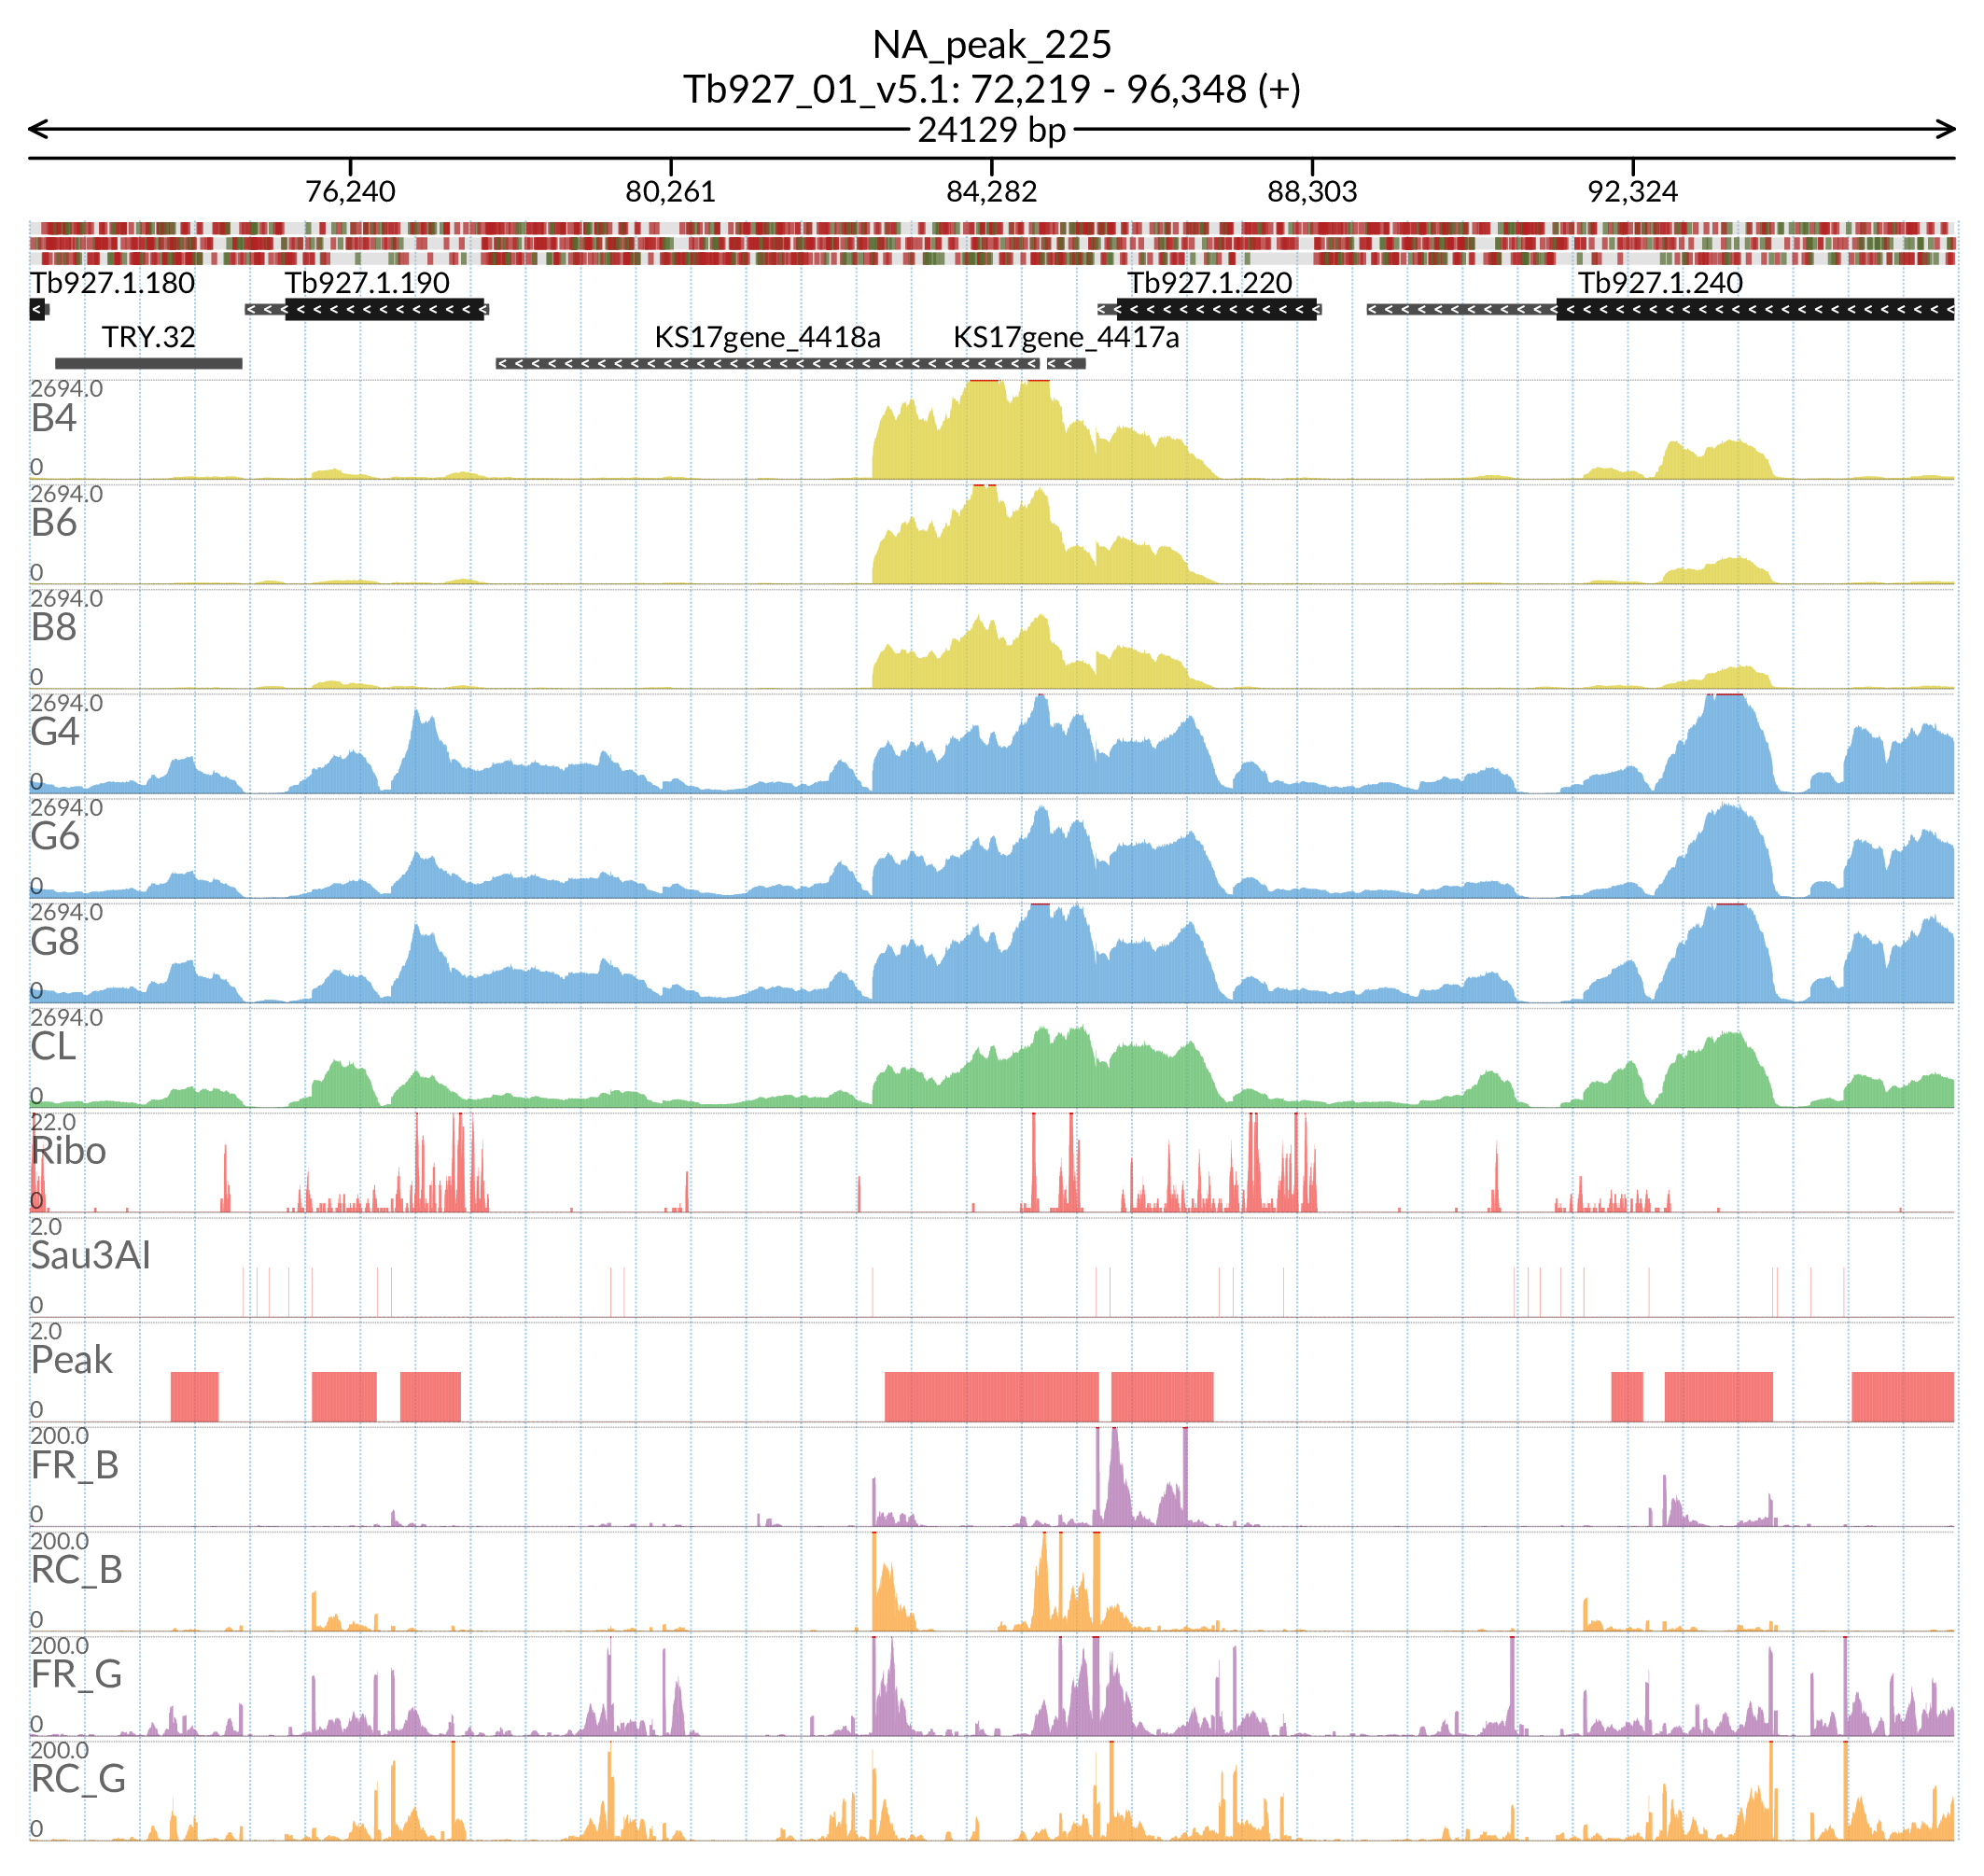 NA_peak_225
Tb927_01_v5.1: 72,219 - 96,348 (+)
24129 bp
76,240 80,261 84,282 88,303 92,324
Tb927.1.180 Tb927.1.190 Tb927.1.220 Tb927.1.240
TRY.32 KS17gene_4418a KS17gene_4417a
2694.0
B4
0
2694.0
B6
0
2694.0
B8
0
2694.0
G4
0
2694.0
G6
0
2694.0
G8
0
2694.0
CL
0
22.0
Ribo
0
2.0
Sau3AI
0
2.0
Peak
0
200.0
FR_B
0
200.0
RC_B
0
200.0
FR_G
0
200.0
RC_G
0